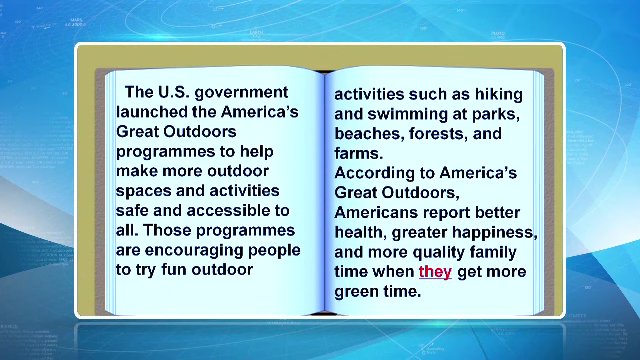 The U.S. government
launched the America's
Great Outdoors
programmes to help
make more outdoor
spaces and activities
safe and accessible to
all. Those programmes
are encouraging people
to try fun outdoor
activities such as hiking
and swimming at parks,
beaches, forests, and
farms.
According to America's
Great Outdoors,
Americans report better
health, greater happiness,
and more quality family
time when they get more
green time.